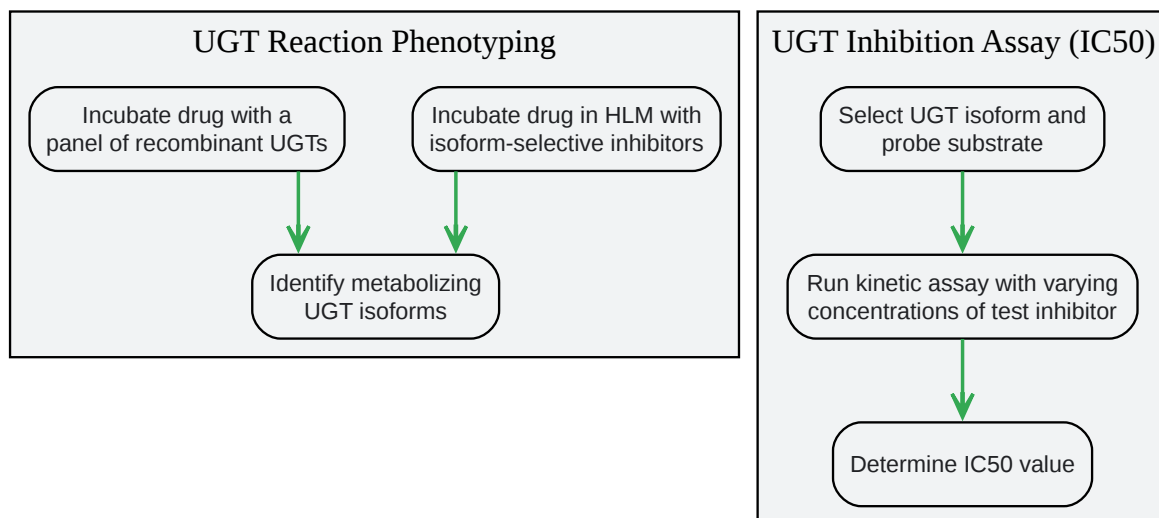 UGT Reaction Phenotyping
Incubate drug with a
panel of recombinant UGTs
Incubate drug in HLM with
isoform-selective inhibitors
Identify metabolizing
UGT isoforms
UGT Inhibition Assay (IC50)
Select UGT isoform and
probe substrate
Run kinetic assay with varying
concentrations of test inhibitor
Determine IC50 value